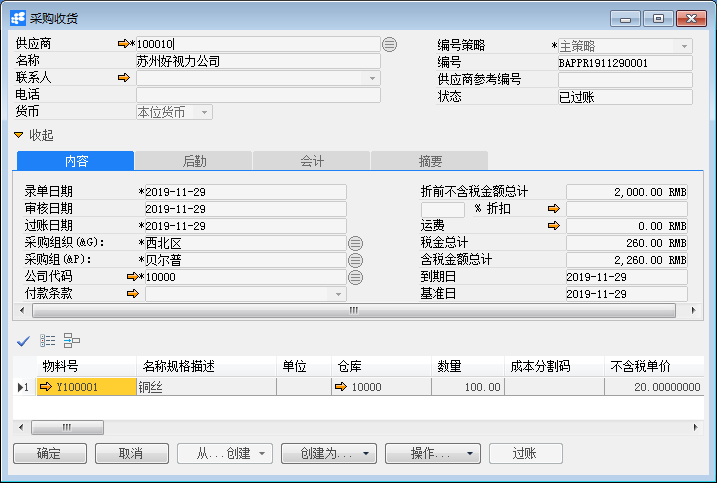 采购收货
供应商 *100010 编号策略 *主策略
名称 苏州好视力公司 编号 BAPPR1911290001
联系人 供应商参考编号
电话 状态 已过账
货币 本位货币
收起
内容 后勤 会计 摘要
录单日期 *2019-11-29 折前不含税金额总计 2,000.00 RMB
审核日期 2019-11-29 % 折扣
过账日期 *2019-11-29 运费 0.00 RMB
采购组织(&G): *西北区 税金总计 260.00 RMB
采购组(&P): *贝尔普 含税金额总计 2,260.00 RMB
公司代码 *10000 到期日 2019-11-29
付款条款 基准日 2019-11-29
物料号 名称规格描述 单位 仓库 数量 成本分割码 不含税单价
1 Y100001 铜丝 10000 100.00 20.00000000
确定 取消 从...创建 创建为... 操作... 过账